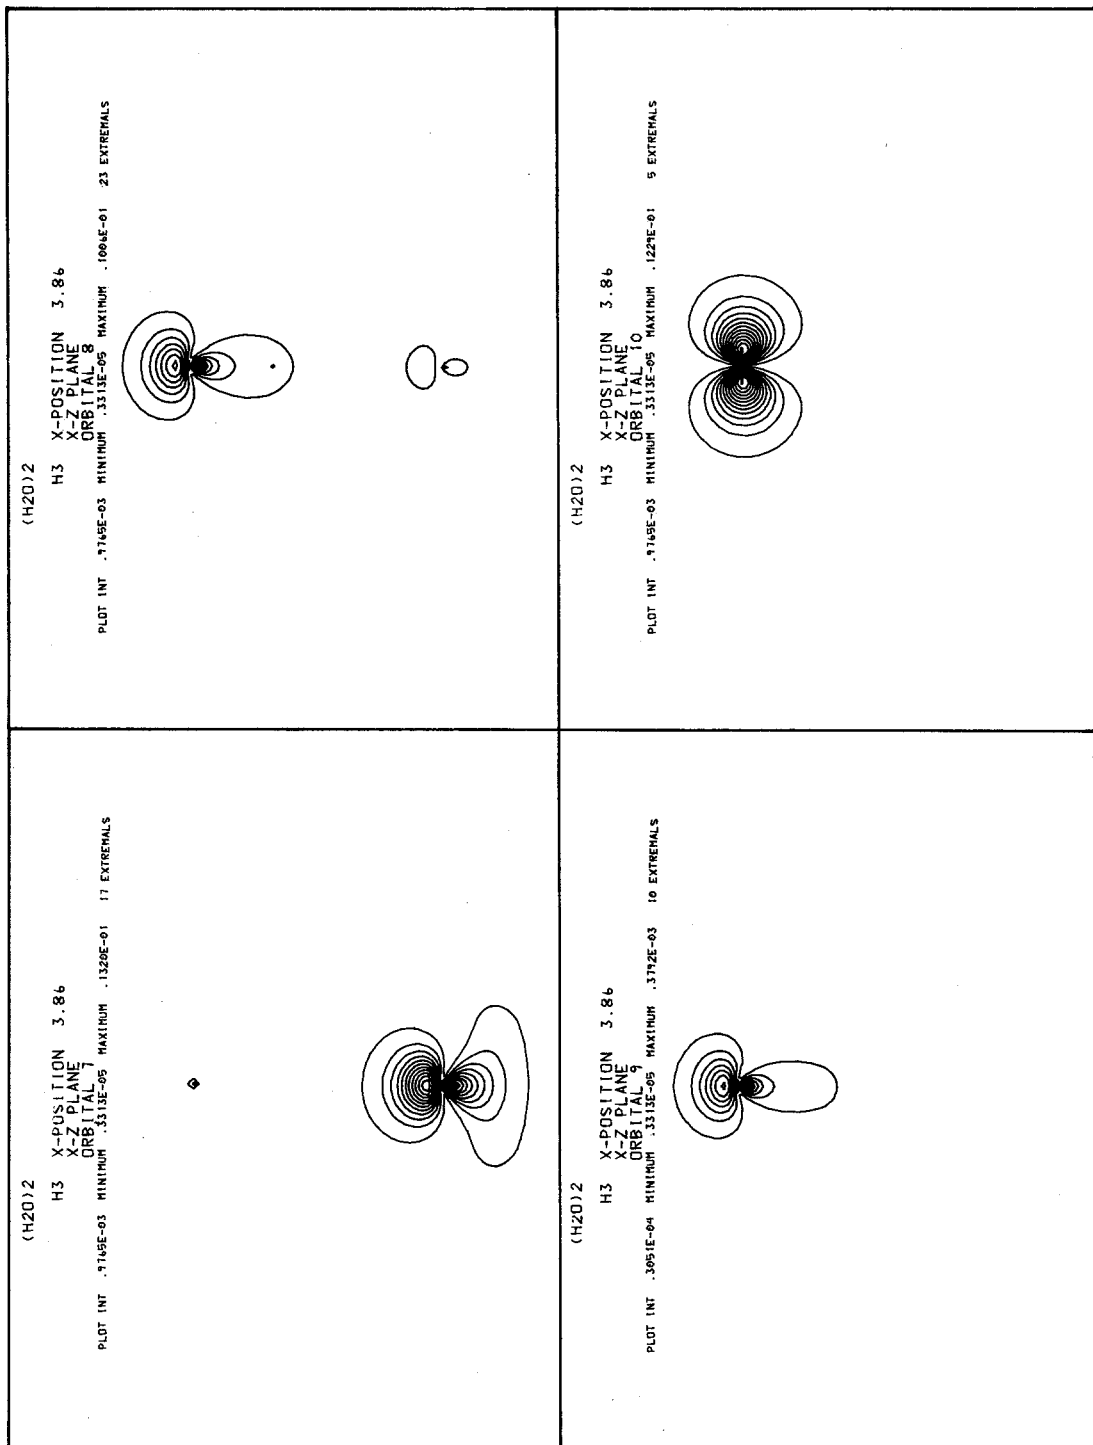 (H2O)2
H3 X-POSITION 3.86
X-Z PLANE
ORBITAL 7
PLOT INT .9765E-03 MINIMUM .3313E-05 MAXIMUM .1320E-01 17 EXTREMALS
(H2O)2
H3 X-POSITION 3.86
X-Z PLANE
ORBITAL 8
PLOT INT .9765E-03 MINIMUM .3313E-05 MAXIMUM .1006E-01 23 EXTREMALS
(H2O)2
H3 X-POSITION 3.86
X-Z PLANE
ORBITAL 9
PLOT INT .3051E-04 MINIMUM .3313E-05 MAXIMUM .3792E-03 10 EXTREMALS
(H2O)2
H3 X-POSITION 3.86
X-Z PLANE
ORBITAL 10
PLOT INT .9765E-03 MINIMUM .3313E-05 MAXIMUM .1229E-01 5 EXTREMALS